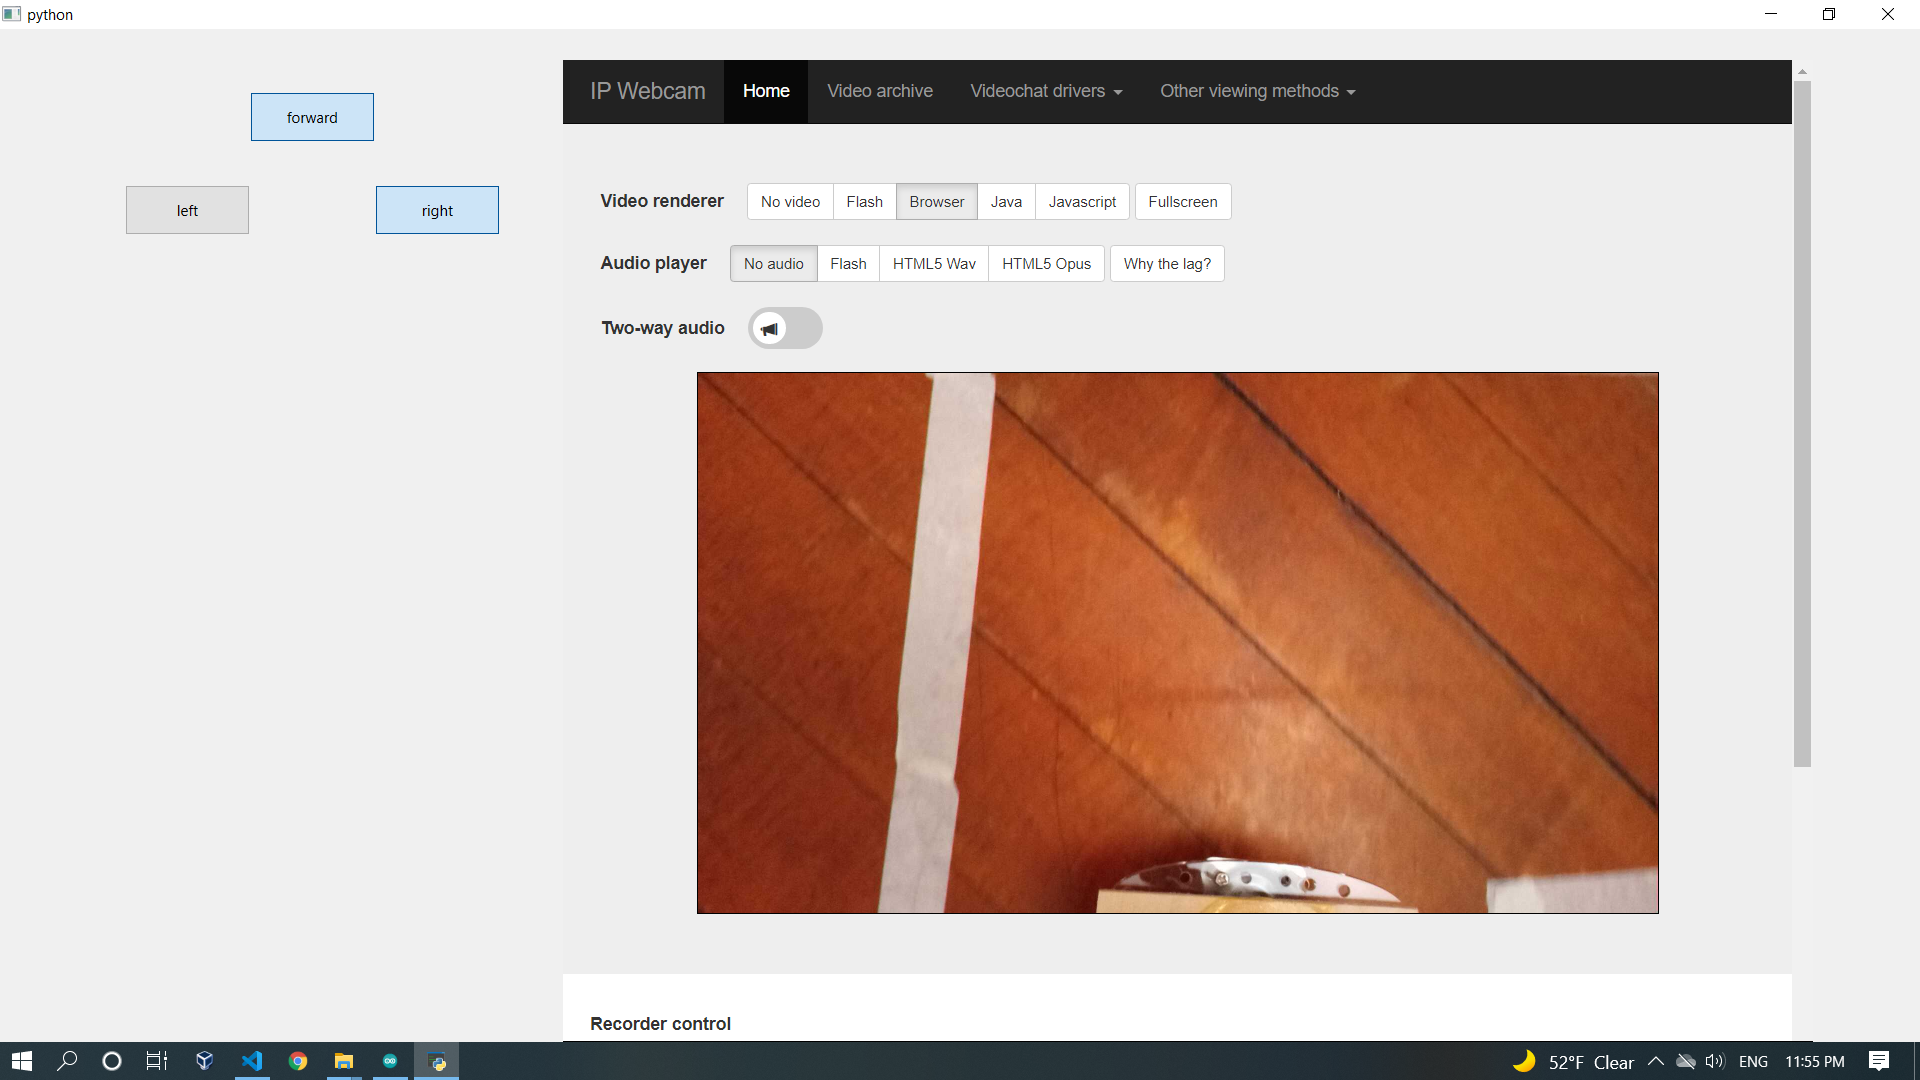 python
forward
left
right
IP Webcam Home Video archive Videochat drivers Other viewing methods
Video renderer No video Flash Browser Java Javascript Fullscreen
Audio player No audio Flash HTML5 Wav HTML5 Opus Why the lag?
Two-way audio
Recorder control
52°F Clear ENG 11:55 PM